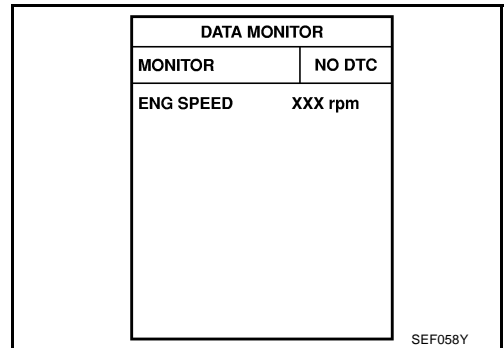 DATA MONITOR
MONITOR NO DTC
ENG SPEED XXX rpm
SEF058Y